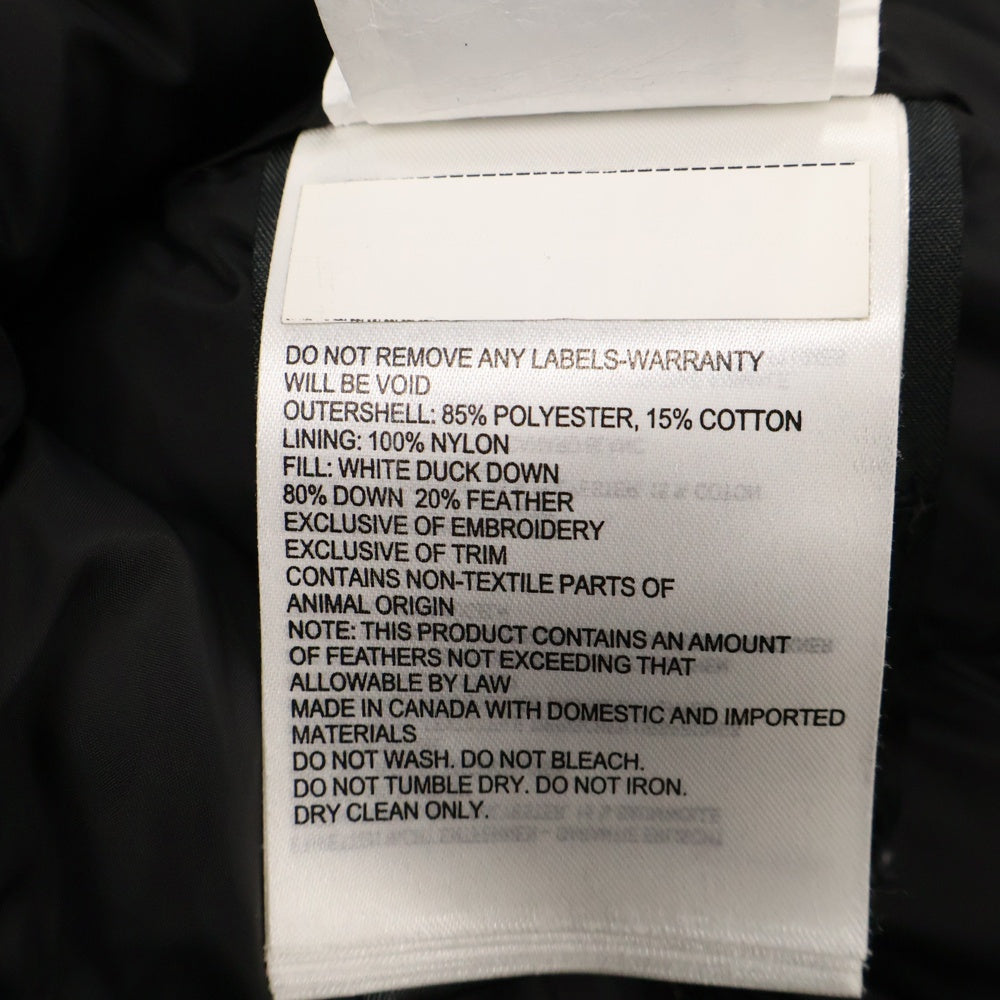 DO NOT REMOVE ANY LABELS-WARRANTY
WILL BE VOID
OUTERSHELL: 85% POLYESTER, 15% COTTON
LINING: 100% NYLON
FILL: WHITE DUCK DOWN
80% DOWN 20% FEATHER
EXCLUSIVE OF EMBROIDERY
EXCLUSIVE OF TRIM
CONTAINS NON-TEXTILE PARTS OF
ANIMAL ORIGIN
NOTE: THIS PRODUCT CONTAINS AN AMOUNT
OF FEATHERS NOT EXCEEDING THAT
ALLOWABLE BY LAW
MADE IN CANADA WITH DOMESTIC AND IMPORTED
MATERIALS
DO NOT WASH. DO NOT BLEACH.
DO NOT TUMBLE DRY. DO NOT IRON.
DRY CLEAN ONLY.